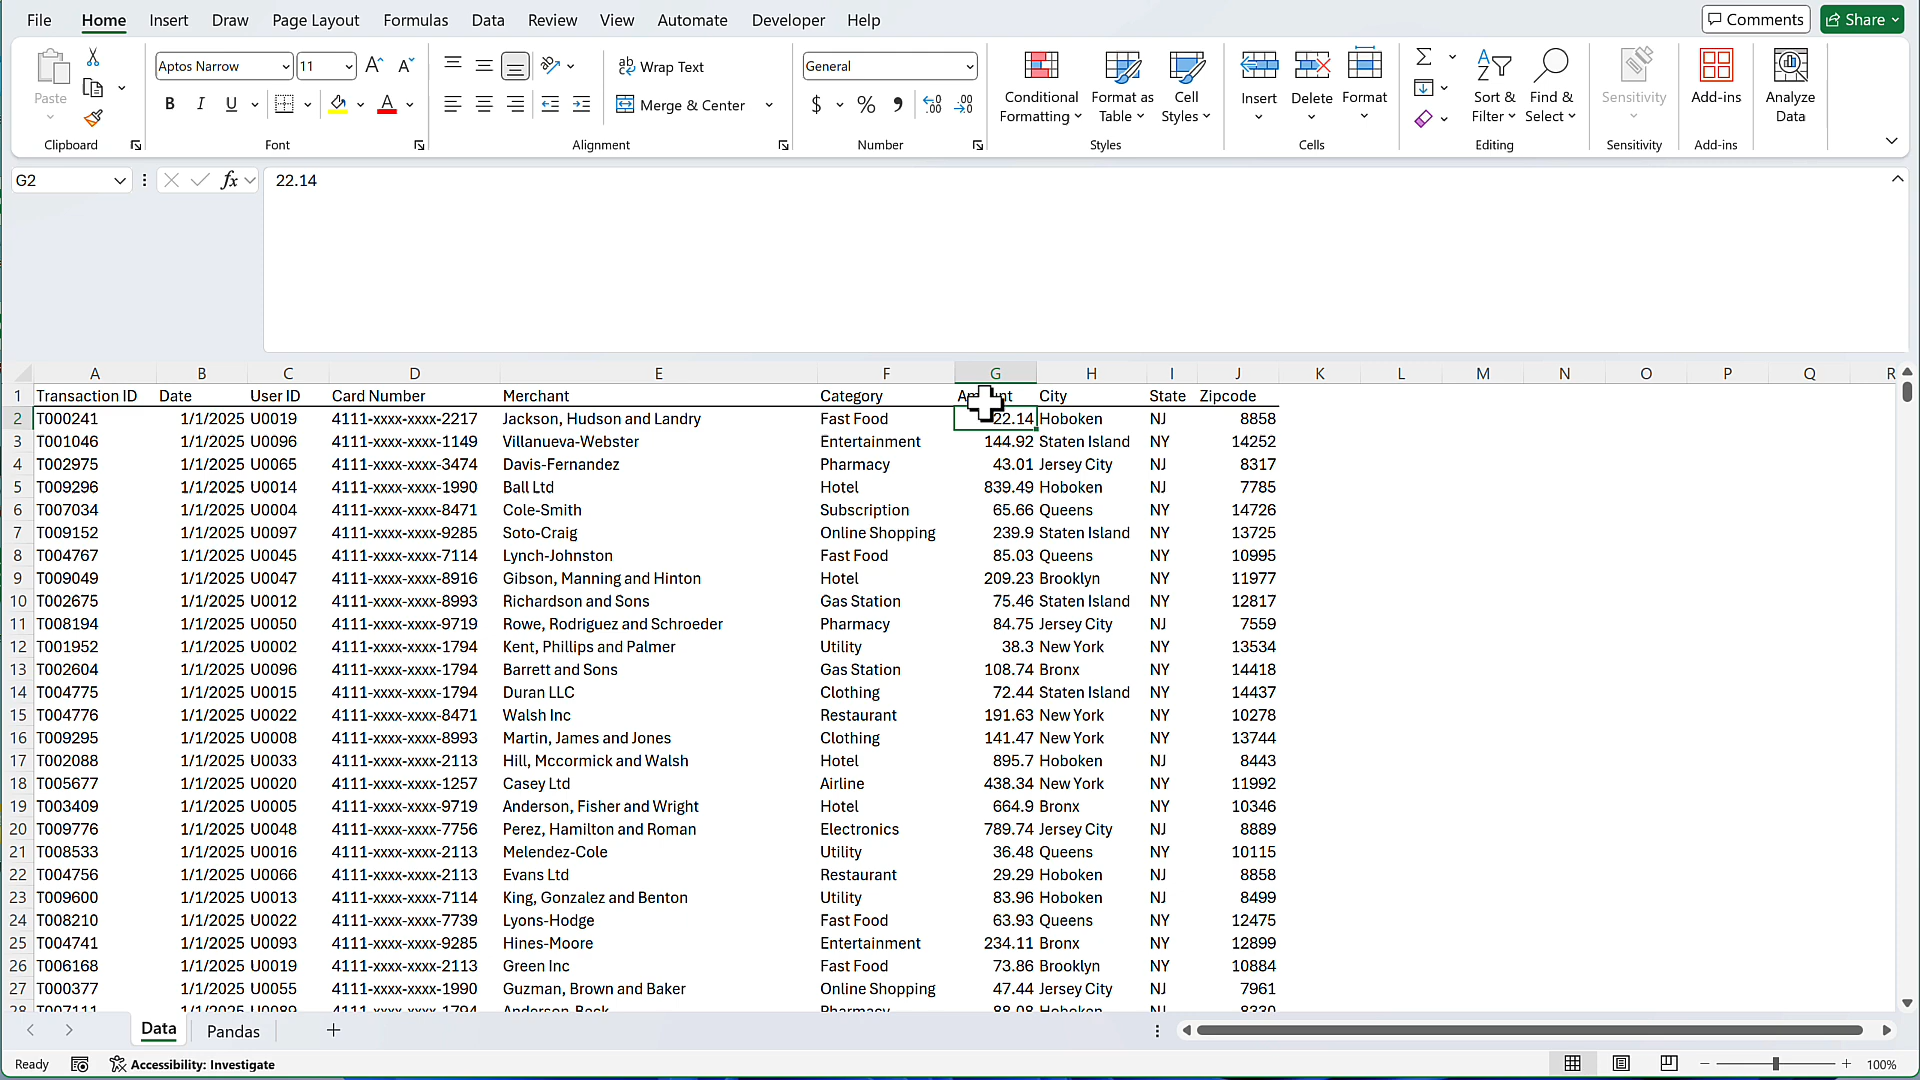 File Home Insert Draw Page Layout Formulas Data Review View Automate Developer Help Comments Share
Paste
Clipboard
Aptos Narrow 11
B I U A
Font
Wrap Text
Merge & Center
Alignment
General
$ % 9
Number
Conditional Formatting
Format as Table
Cell Styles
Styles
Insert Delete Format
Cells
Sort & Filter
Find & Select
Editing
Sensitivity
Sensitivity
Add-ins
Add-ins
Analyze Data
G2 fx 22.14
A B C D E F G H I J K L M N O P Q R
1 Transaction ID Date User ID Card Number Merchant Category City State Zipcode
2 T000241 1/1/2025 U0019 4111-xxxx-xxxx-2217 Jackson, Hudson and Landry Fast Food 22.14 Hoboken NJ 8858
3 T001046 1/1/2025 U0096 4111-xxxx-xxxx-1149 Villanueva-Webster Entertainment 144.92 Staten Island NY 14252
4 T002975 1/1/2025 U0065 4111-xxxx-xxxx-3474 Davis-Fernandez Pharmacy 43.01 Jersey City NJ 8317
5 T009296 1/1/2025 U0014 4111-xxxx-xxxx-1990 Ball Ltd Hotel 839.49 Hoboken NJ 7785
6 T007034 1/1/2025 U0004 4111-xxxx-xxxx-8471 Cole-Smith Subscription 65.66 Queens NY 14726
7 T009152 1/1/2025 U0097 4111-xxxx-xxxx-9285 Soto-Craig Online Shopping 239.9 Staten Island NY 13725
8 T004767 1/1/2025 U0045 4111-xxxx-xxxx-7114 Lynch-Johnston Fast Food 85.03 Queens NY 10995
9 T009049 1/1/2025 U0047 4111-xxxx-xxxx-8916 Gibson, Manning and Hinton Hotel 209.23 Brooklyn NY 11977
10 T002675 1/1/2025 U0012 4111-xxxx-xxxx-8993 Richardson and Sons Gas Station 75.46 Staten Island NY 12817
11 T008194 1/1/2025 U0050 4111-xxxx-xxxx-9719 Rowe, Rodriguez and Schroeder Pharmacy 84.75 Jersey City NJ 7559
12 T001952 1/1/2025 U0002 4111-xxxx-xxxx-1794 Kent, Phillips and Palmer Utility 38.3 New York NY 13534
13 T002604 1/1/2025 U0096 4111-xxxx-xxxx-1794 Barrett and Sons Gas Station 108.74 Bronx NY 14418
14 T004775 1/1/2025 U0015 4111-xxxx-xxxx-1794 Duran LLC Clothing 72.44 Staten Island NY 14437
15 T004776 1/1/2025 U0022 4111-xxxx-xxxx-8471 Walsh Inc Restaurant 191.63 New York NY 10278
16 T009295 1/1/2025 U0008 4111-xxxx-xxxx-8993 Martin, James and Jones Clothing 141.47 New York NY 13744
17 T002088 1/1/2025 U0033 4111-xxxx-xxxx-2113 Hill, Mccormick and Walsh Hotel 895.7 Hoboken NJ 8443
18 T005677 1/1/2025 U0020 4111-xxxx-xxxx-1257 Casey Ltd Airline 438.34 New York NY 11992
19 T003409 1/1/2025 U0005 4111-xxxx-xxxx-9719 Anderson, Fisher and Wright Hotel 664.9 Bronx NY 10346
20 T009776 1/1/2025 U0048 4111-xxxx-xxxx-7756 Perez, Hamilton and Roman Electronics 789.74 Jersey City NJ 8889
21 T008533 1/1/2025 U0016 4111-xxxx-xxxx-2113 Melendez-Cole Utility 36.48 Queens NY 10115
22 T004756 1/1/2025 U0066 4111-xxxx-xxxx-2113 Evans Ltd Restaurant 29.29 Hoboken NJ 8858
23 T009600 1/1/2025 U0013 4111-xxxx-xxxx-7114 King, Gonzalez and Benton Utility 83.96 Hoboken NJ 8499
24 T008210 1/1/2025 U0022 4111-xxxx-xxxx-7739 Lyons-Hodge Fast Food 63.93 Queens NY 12475
25 T004741 1/1/2025 U0093 4111-xxxx-xxxx-9285 Hines-Moore Entertainment 234.11 Bronx NY 12899
26 T006168 1/1/2025 U0019 4111-xxxx-xxxx-2113 Green Inc Fast Food 73.86 Brooklyn NY 10884
27 T000377 1/1/2025 U0055 4111-xxxx-xxxx-1990 Guzman, Brown and Baker Online Shopping 47.44 Jersey City NJ 7961
Data Pandas
Ready Accessibility: Investigate 100%